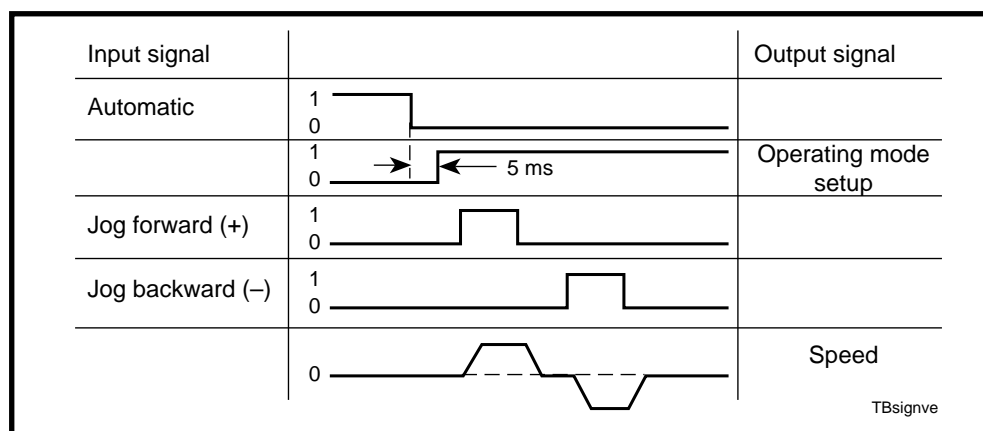 Input signal Output signal
Automatic 1
0
1
0 5 ms Operating mode
setup
Jog forward (+) 1
0
Jog backward (–) 1
0
0 Speed
TBsignve